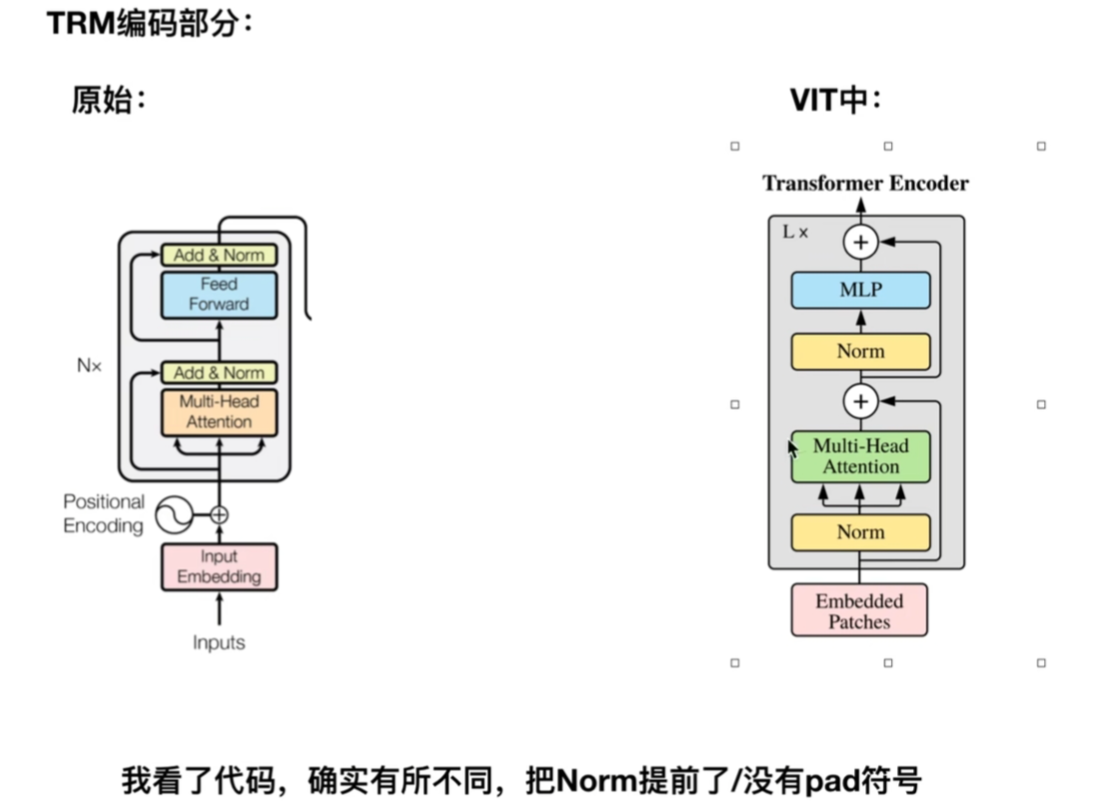 TRM编码部分：
原始：
VIT中：
Add & Norm
Feed
Forward
Nx
Add & Norm
Multi-Head
Attention
Positional
Encoding
Input
Embedding
Inputs
Transformer Encoder
L x
+
MLP
Norm
+
Multi-Head
Attention
Norm
Embedded
Patches
我看了代码，确实有所不同，把Norm提前了/没有pad符号